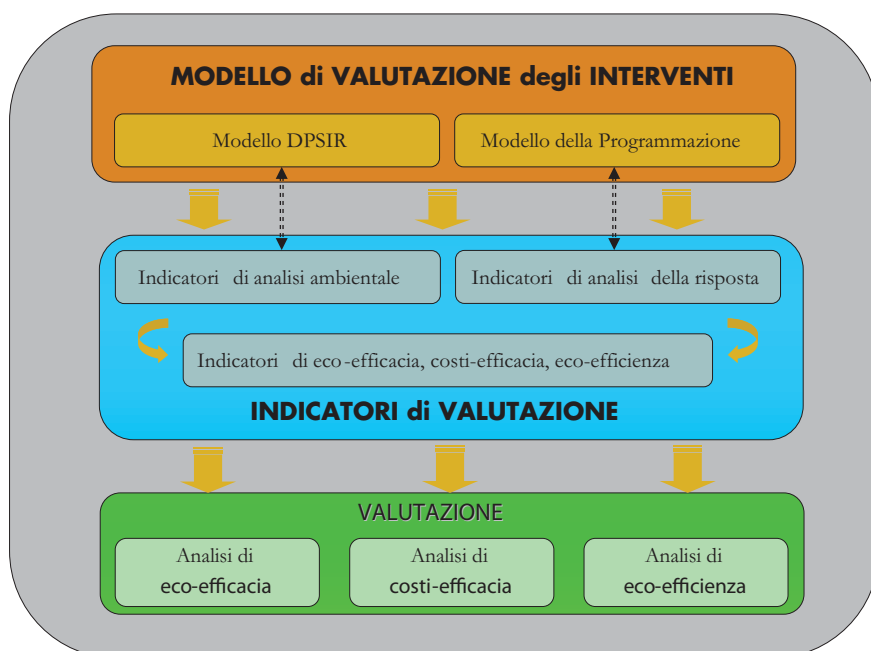 MODELLO di VALUTAZIONE degli INTERVENTI
Modello DPSIR
Modello della Programmazione
Indicatori di analisi ambientale
Indicatori di analisi della risposta
Indicatori di eco-efficacia, costi-efficacia, eco-efficienza
INDICATORI di VALUTAZIONE
VALUTAZIONE
Analisi di
eco-efficacia
Analisi di
costi-efficacia
Analisi di
eco-efficienza